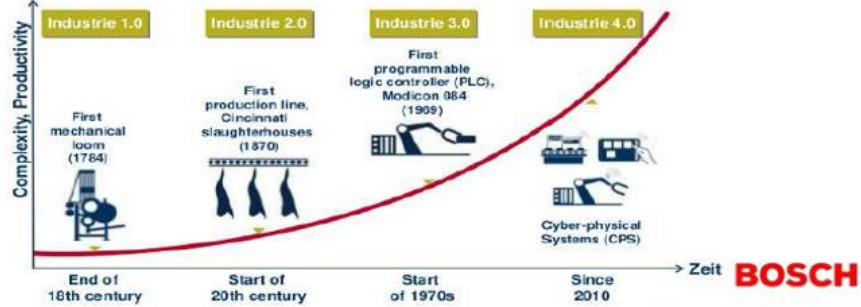 Industrie 1.0
Industrie 2.0
Industrie 3.0
Industrie 4.0
Complexity, Productivity
First
mechanical
loom
(1784)
First
production line,
Cincinnati
slaughterhouses
(1870)
First
programmable
logic controller (PLC),
Modicon 084
(1969)
Cyber-physical
Systems (CPS)
End of
18th century
Start of
20th century
Start
of 1970s
Since
2010
Zeit
BOSCH